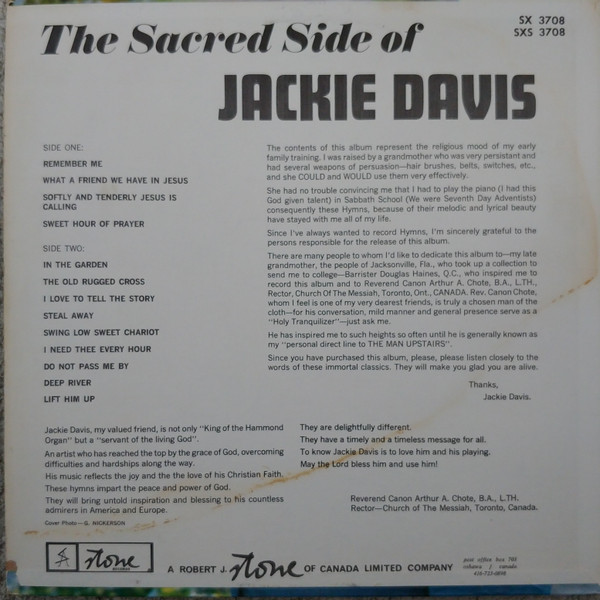 The Sacred Side of
JACKIE DAVIS
SX 3708
SXS 3708
SIDE ONE:
REMEMBER ME
WHAT A FRIEND WE HAVE IN JESUS
SOFTLY AND TENDERLY JESUS IS
CALLING
SWEET HOUR OF PRAYER
SIDE TWO:
IN THE GARDEN
THE OLD RUGGED CROSS
I LOVE TO TELL THE STORY
STEAL AWAY
SWING LOW SWEET CHARIOT
I NEED THEE EVERY HOUR
DO NOT PASS ME BY
DEEP RIVER
LIFT HIM UP
The contents of this album represent the religious mood of my early
family training. I was raised by a grandmother who was very persistant and
had several weapons of persuasion—hair brushes, belts, switches, etc.,
and she COULD and WOULD use them very effectively.
She had no trouble convincing me that I had to play the piano (I had this
God given talent) in Sabbath School (We were Seventh Day Adventists)
consequently these Hymns, because of their melodic and lyrical beauty
have stayed with me all of my life.
Since I've always wanted to record Hymns, I'm sincerely grateful to the
persons responsible for the release of this album.
There are many people to whom I'd like to dedicate this album to—my late
grandmother, the people of Jacksonville, Fla., who took up a collection to
send me to college—Barrister Douglas Haines, Q.C., who inspired me to
record this album and to Reverend Canon Arthur A. Chote, B.A., L.TH.,
Rector, Church Of The Messiah, Toronto, Ont., CANADA. Rev. Canon Chote,
whom I feel is one of my very dearest friends, is truly a chosen man of the
cloth—for his conversation, mild manner and general presence serve as a
"Holy Tranquilizer"—just ask me.
He has inspired me to such heights so often until he is generally known as
my "personal direct line to THE MAN UPSTAIRS".
Since you have purchased this album, please, please listen closely to the
words of these immortal classics. They will make you glad you are alive.
Thanks,
Jackie Davis.
Jackie Davis, my valued friend, is not only "King of the Hammond
Organ" but a "servant of the living God".
An artist who has reached the top by the grace of God, overcoming
difficulties and hardships along the way.
His music reflects the joy and the the love of his Christian Faith.
These hymns impart the peace and power of God.
They will bring untold inspiration and blessing to his countless
admirers in America and Europe.
Cover Photo—G. NICKERSON
They are delightfully different.
They have a timely and a timeless message for all.
To know Jackie Davis is to love him and his playing.
May the Lord bless him and use him!
Reverend Canon Arthur A. Chote, B.A., L.TH.
Rector—Church of The Messiah, Toronto, Canada.
stone
RECORDS
A ROBERT J. stone OF CANADA LIMITED COMPANY
post office box 703
oshawa canada
416-723-0898